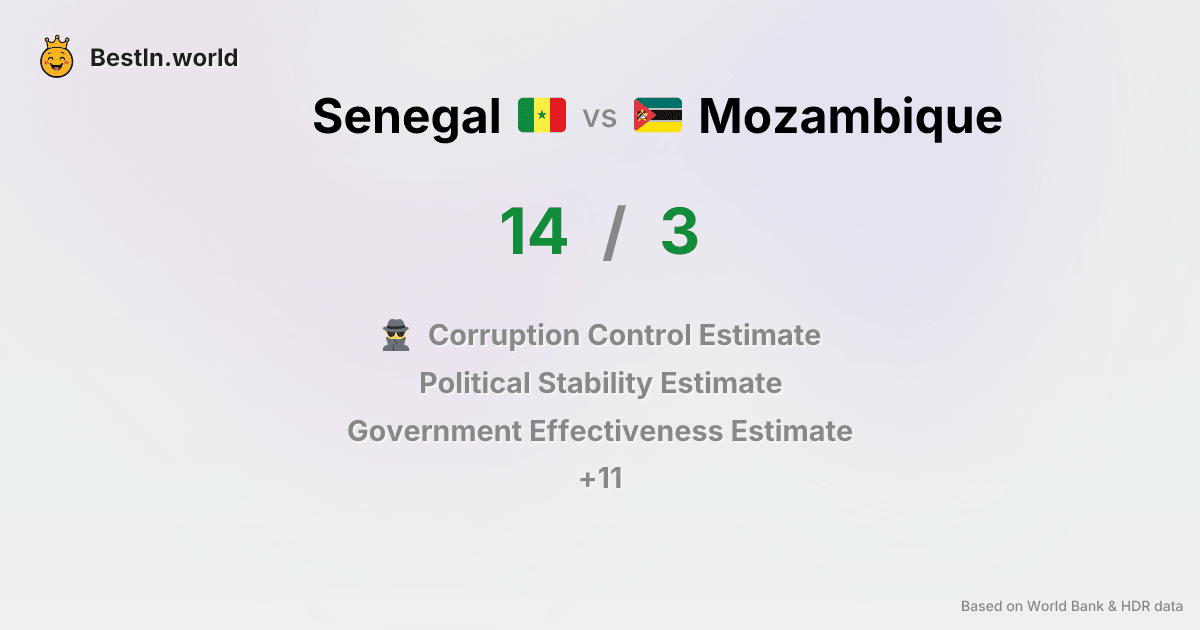 BestIn.world
Senegal vs Mozambique
14 / 3
Corruption Control Estimate
Political Stability Estimate
Government Effectiveness Estimate
+11
Based on World Bank & HDR data